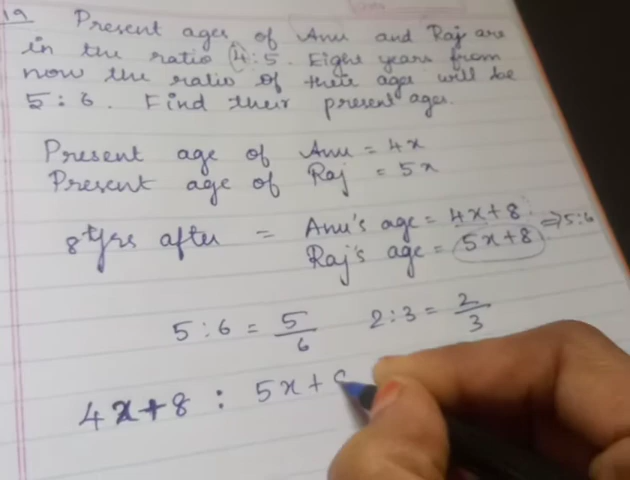 19 Present ages of Anu and Raj are
in the ratio 4:5. Eight years from
now the ratio of their ages will be
5:6. Find their present ages.
Present age of Anu = 4x
Present age of Raj = 5x
8 yrs after = Anu's age = 4x+8
Raj's age = 5x+8 ⇒ 5:6
5:6 = 5/6 2:3 = 2/3
4x+8 : 5x+